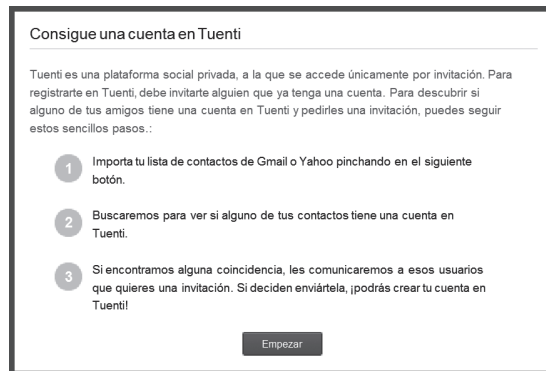 Consigue una cuenta en Tuenti
Tuenti es una plataforma social privada, a la que se accede únicamente por invitación. Para
registrarte en Tuenti, debe invitarte alguien que ya tenga una cuenta. Para descubrir si
alguno de tus amigos tiene una cuenta en Tuenti y pedirles una invitación, puedes seguir
estos sencillos pasos.:
1 Importa tu lista de contactos de Gmail o Yahoo pinchando en el siguiente
botón.
2 Buscaremos para ver si alguno de tus contactos tiene una cuenta en
Tuenti.
3 Si encontramos alguna coincidencia, les comunicaremos a esos usuarios
que quieres una invitación. Si deciden enviártela, ¡podrás crear tu cuenta en
Tuenti!
Empezar